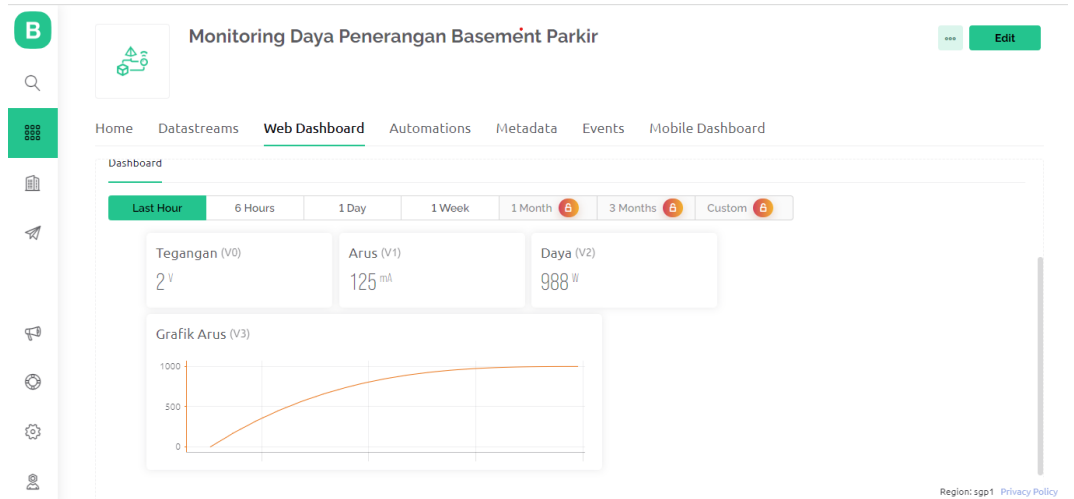 B
Monitoring Daya Penerangan Basement Parkir
Edit
Home Datastreams Web Dashboard Automations Metadata Events Mobile Dashboard
Dashboard
Last Hour 6 Hours 1 Day 1 Week 1 Month 3 Months Custom
Tegangan (V0) Arus (V1) Daya (V2)
2 V 125 mA 988 W
Grafik Arus (V3)
1000
500
0
Region: sgp1 Privacy Policy